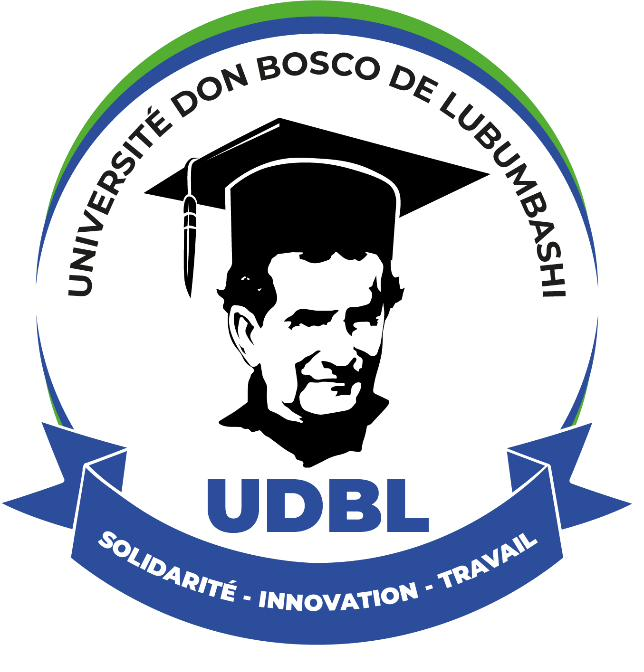 UNIVERSITÉ DON BOSCO DE LUBUMBASHI
UDBL
SOLIDARITÉ - INNOVATION - TRAVAIL